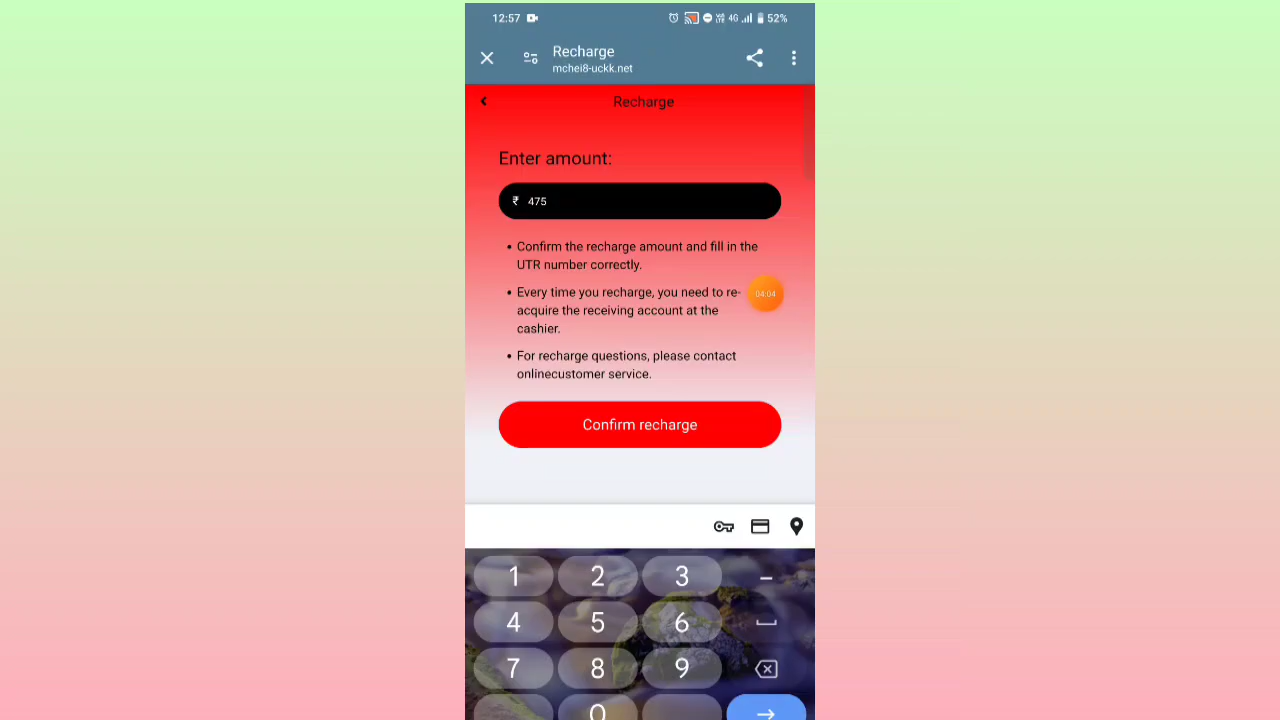 12:57 4G 52%
Recharge
mchei8-uckk.net
Recharge
Enter amount:
₹ 475
• Confirm the recharge amount and fill in the
UTR number correctly.
• Every time you recharge, you need to re-
acquire the receiving account at the
cashier.
04:04
• For recharge questions, please contact
onlinecustomer service.
Confirm recharge
1 2 3 –
4 5 6
7 8 9
0